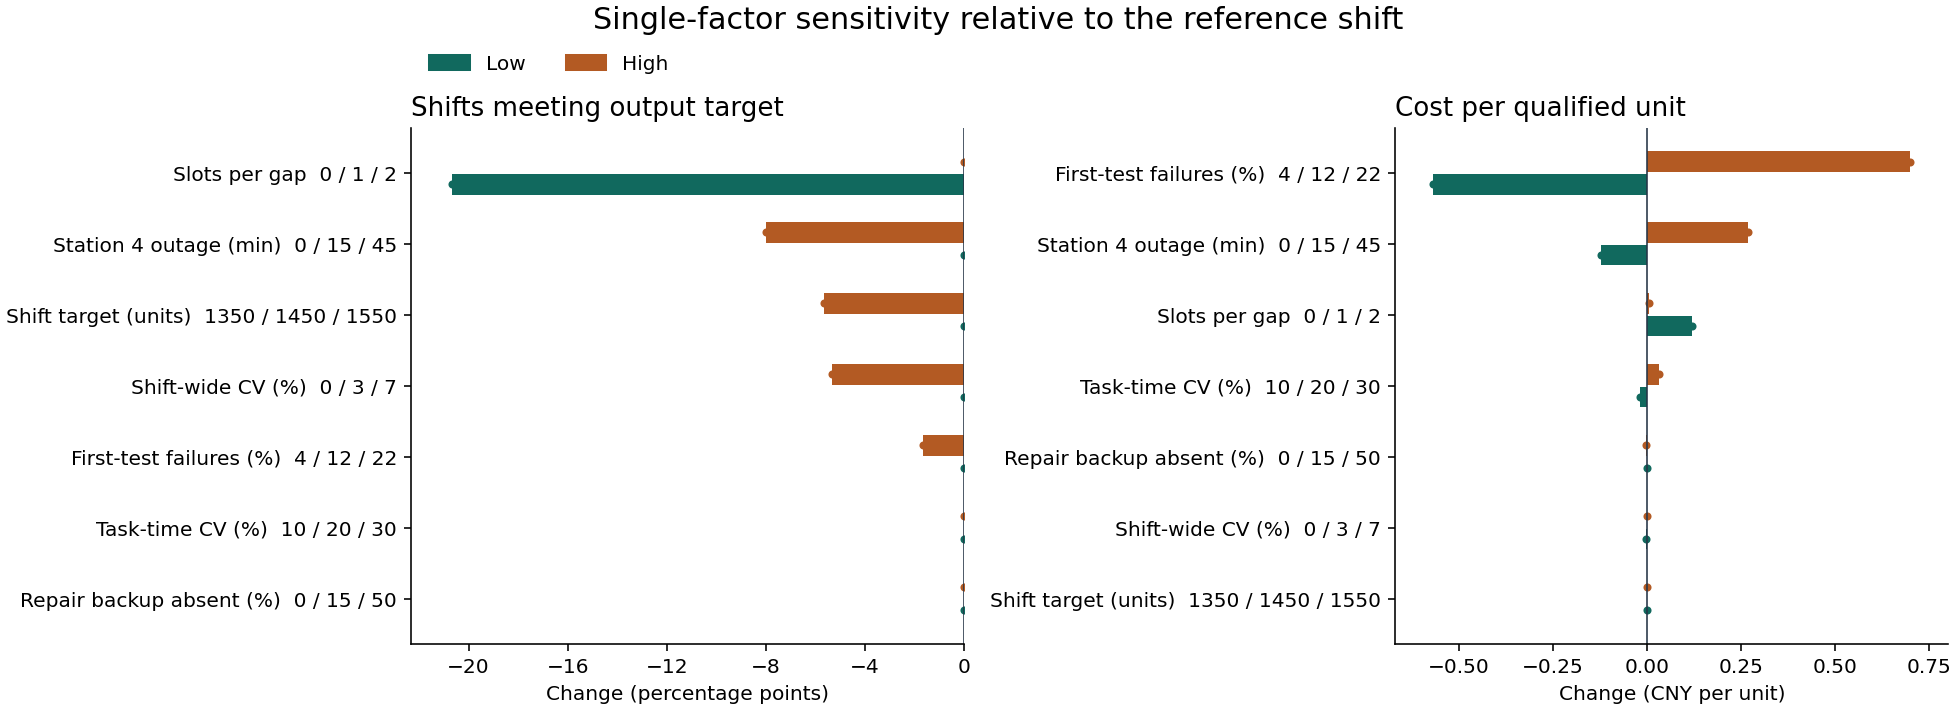 Single-factor sensitivity relative to the reference shift
Low
High
Shifts meeting output target
Slots per gap  0 / 1 / 2
Station 4 outage (min)  0 / 15 / 45
Shift target (units)  1350 / 1450 / 1550
Shift-wide CV (%)  0 / 3 / 7
First-test failures (%)  4 / 12 / 22
Task-time CV (%)  10 / 20 / 30
Repair backup absent (%)  0 / 15 / 50
−20 −16 −12 −8 −4 0
Change (percentage points)
Cost per qualified unit
First-test failures (%)  4 / 12 / 22
Station 4 outage (min)  0 / 15 / 45
Slots per gap  0 / 1 / 2
Task-time CV (%)  10 / 20 / 30
Repair backup absent (%)  0 / 15 / 50
Shift-wide CV (%)  0 / 3 / 7
Shift target (units)  1350 / 1450 / 1550
−0.50 −0.25 0.00 0.25 0.50 0.75
Change (CNY per unit)